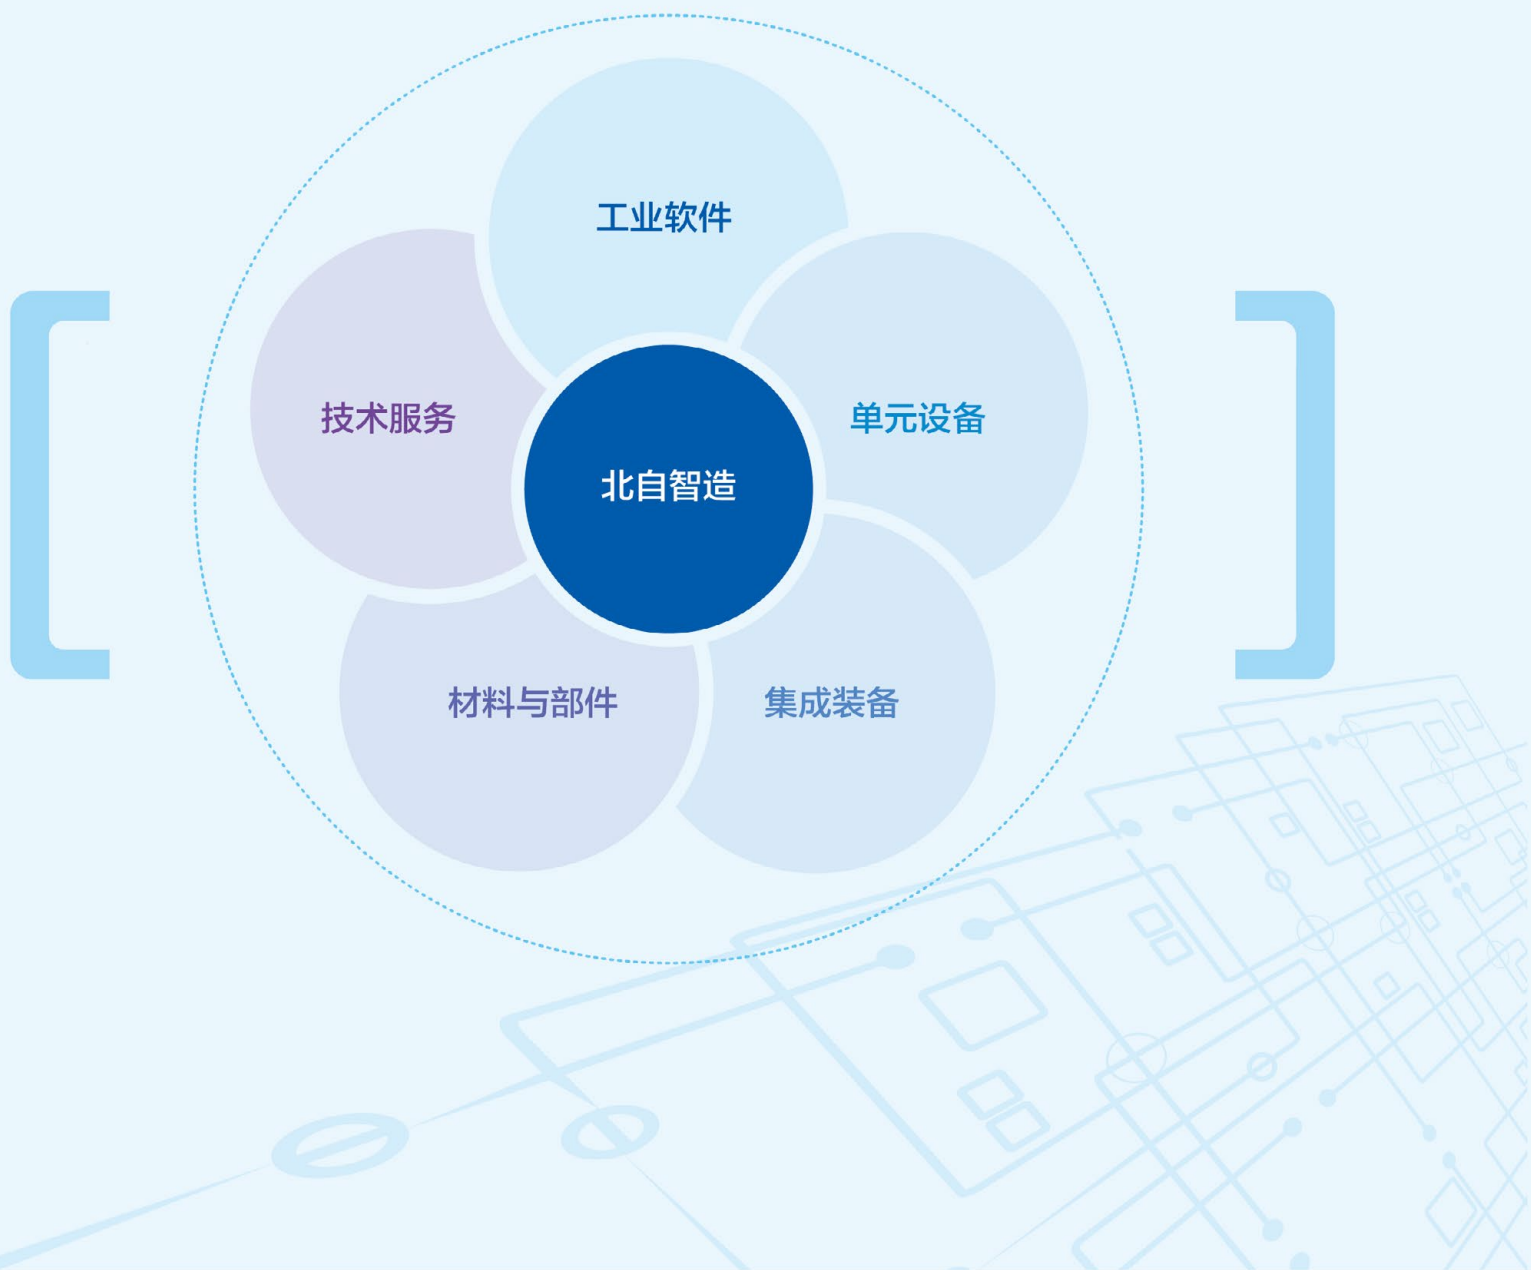 工业软件
技术服务
单元设备
北自智造
材料与部件
集成装备